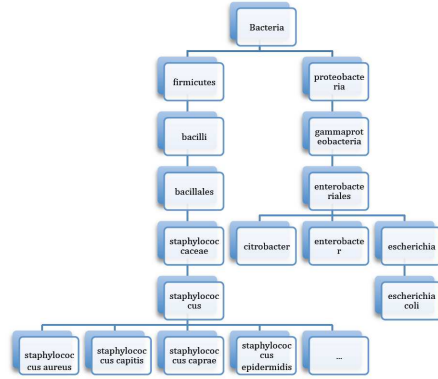 Bacteria
firmicutes
proteobacte
ria
bacilli
gammaprot
eobacteria
bacillales
enterobacte
riales
staphylococ
caceae
citrobacter
enterobacte
r
escherichia
staphylococ
cus
escherichia
coli
staphylococ
cus aureus
staphylococ
cus capitis
staphylococ
cus caprae
staphylococ
cus
epidermidis
...